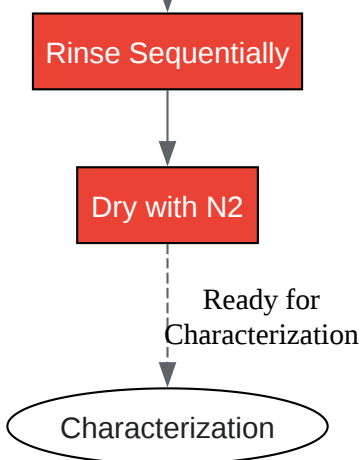 Rinse Sequentially
Dry with N2
Ready for
Characterization
Characterization